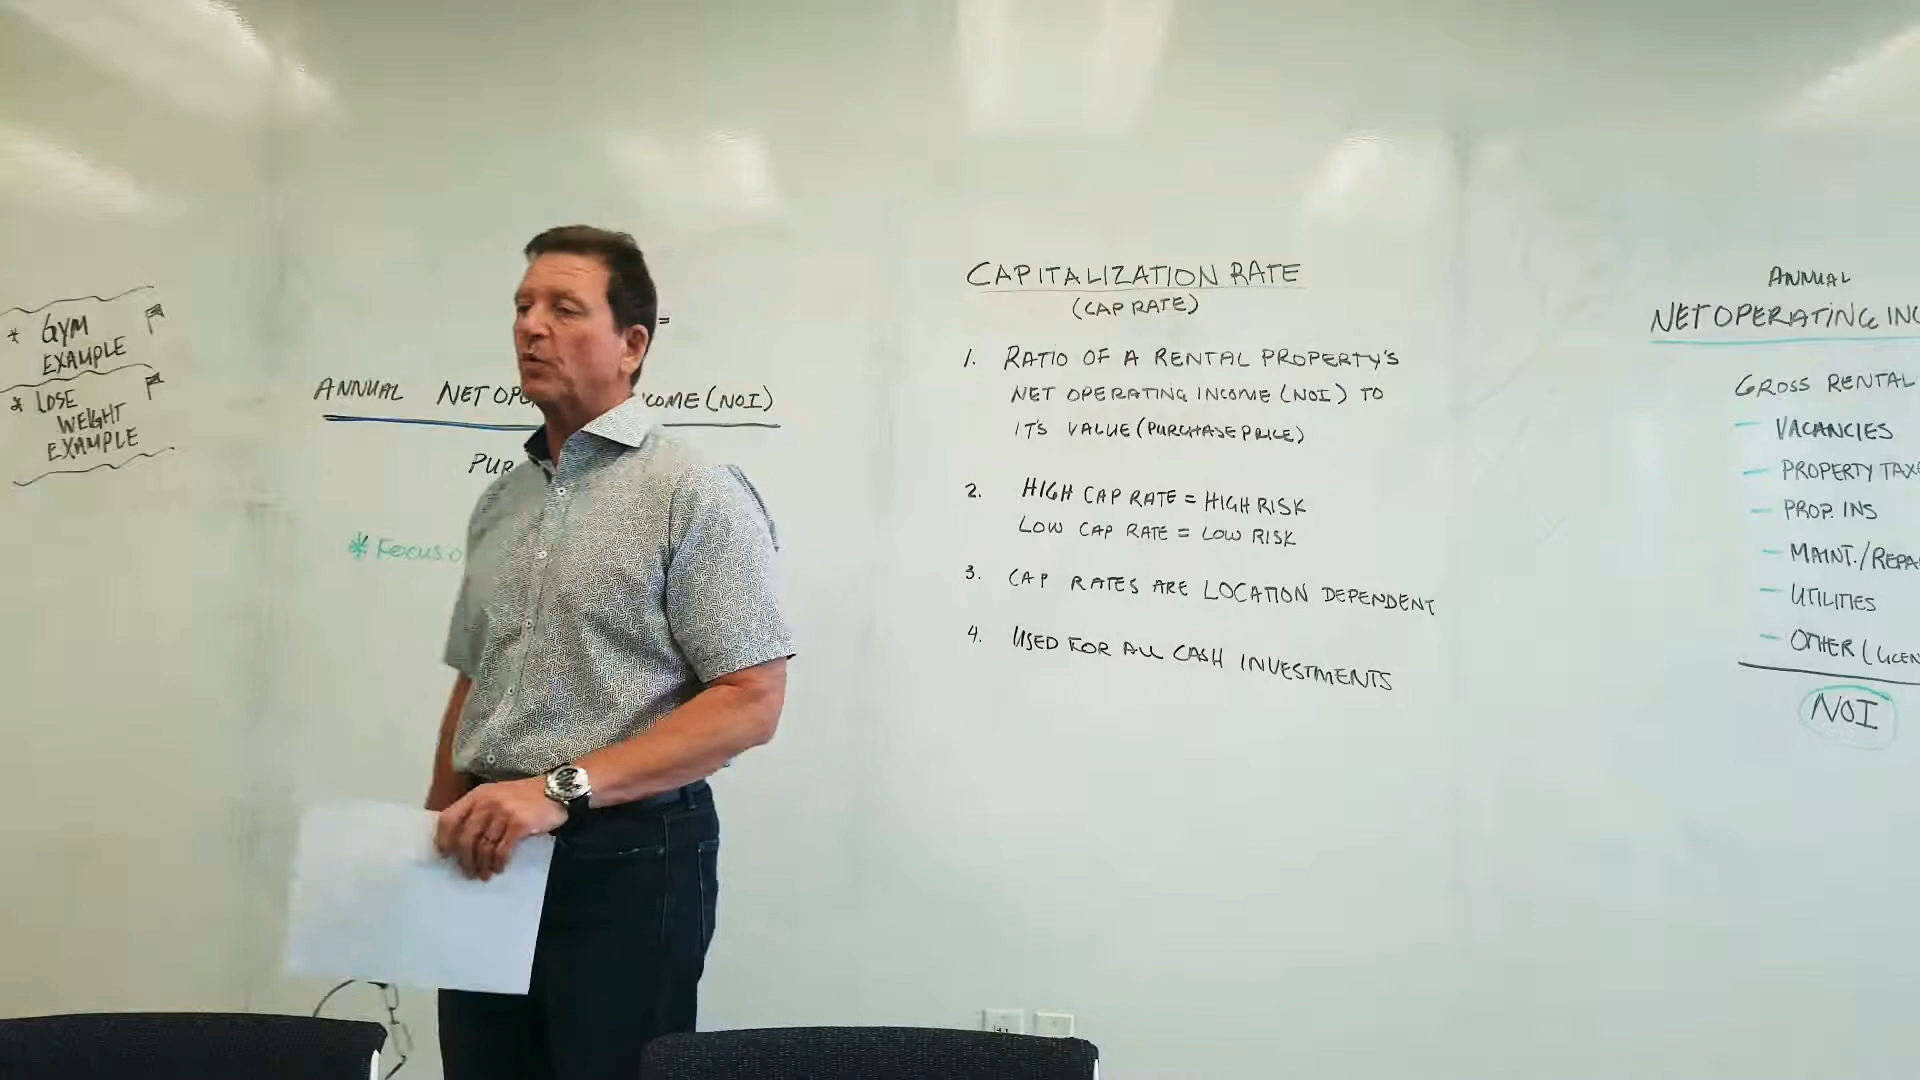 * GYM
EXAMPLE
* LOSE
WEIGHT
EXAMPLE
=
ANNUAL NET OPE COME (NOI)
PUR
* FOCUS O
CAPITALIZATION RATE
(CAP RATE)
1. RATIO OF A RENTAL PROPERTY'S
NET OPERATING INCOME (NOI) TO
IT'S VALUE (PURCHASE PRICE)
2. HIGH CAP RATE = HIGH RISK
LOW CAP RATE = LOW RISK
3. CAP RATES ARE LOCATION DEPENDENT
4. USED FOR ALL CASH INVESTMENTS
ANNUAL
NET OPERATING INC
GROSS RENTAL
- VACANCIES
- PROPERTY TAX
- PROP. INS
- MAINT./REPA
- UTILITIES
- OTHER (LICEN
NOI